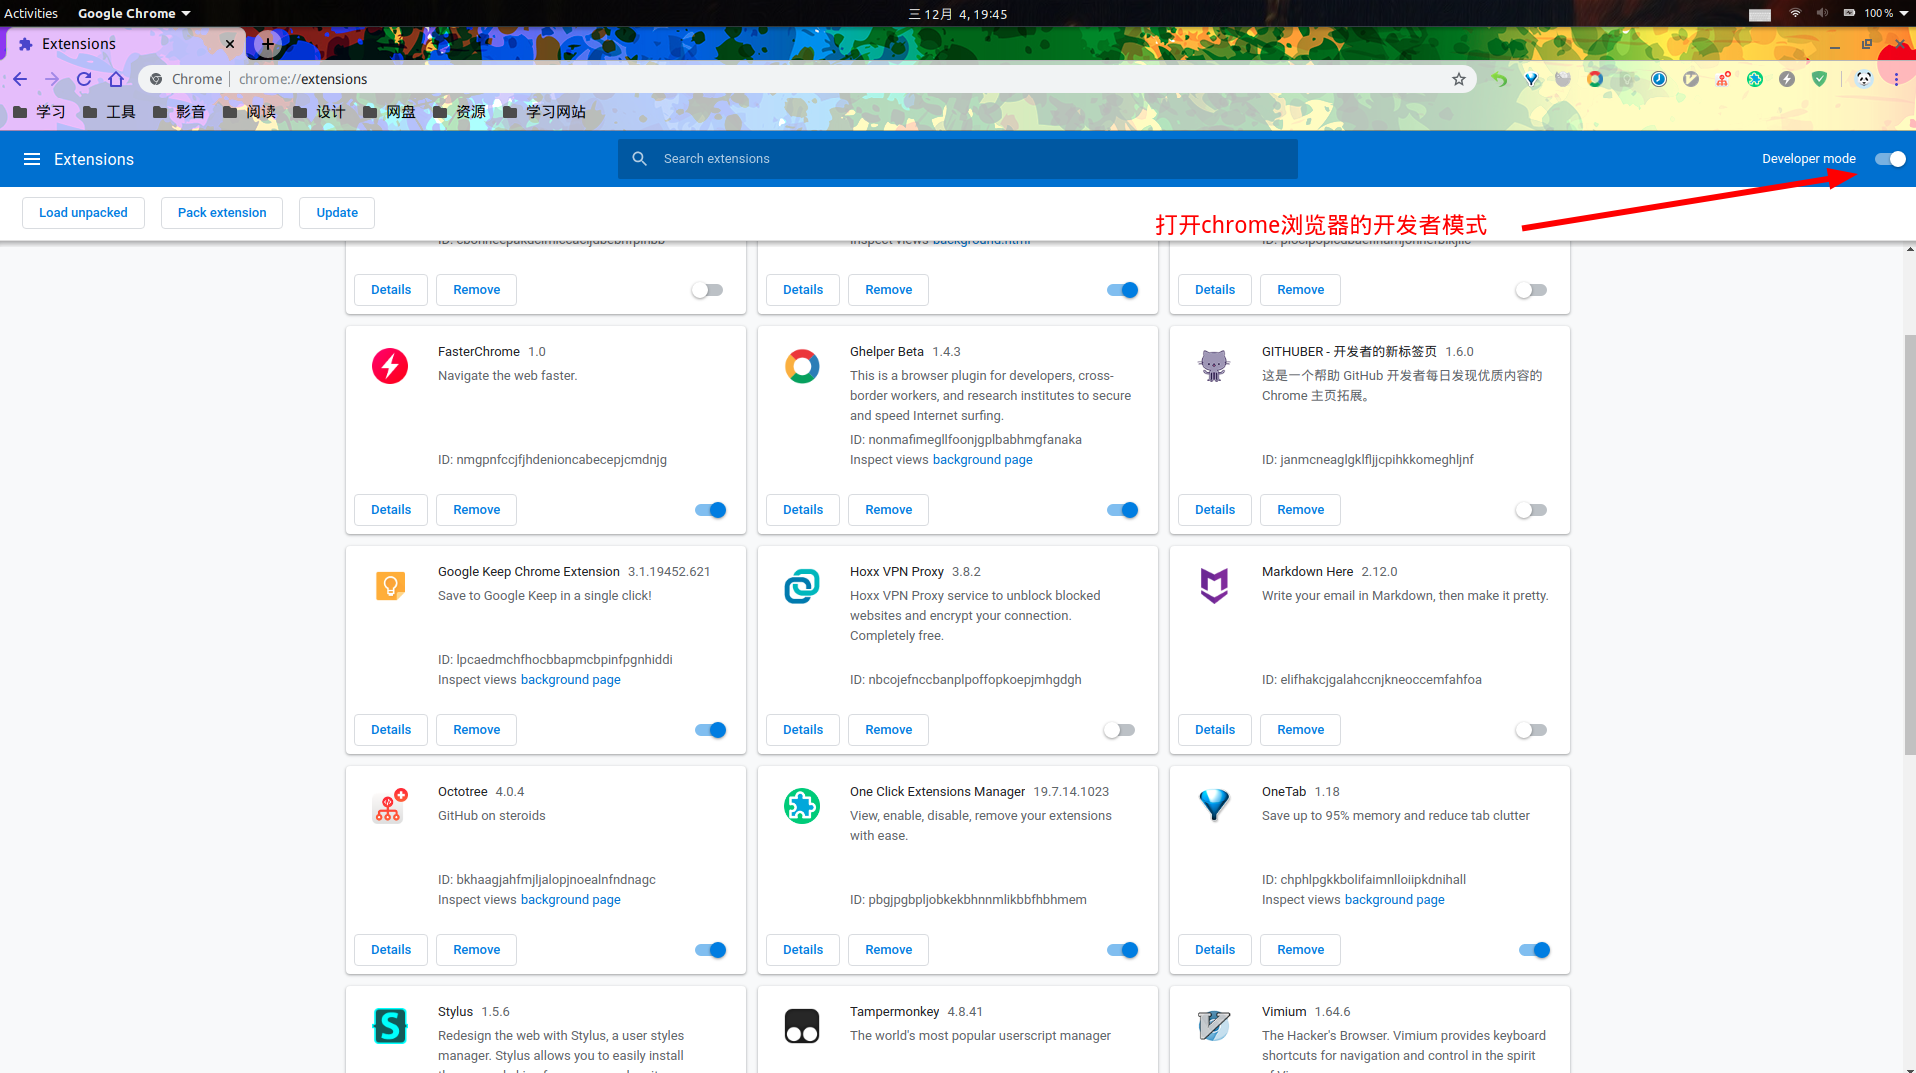 Activities
Google Chrome
三 12月 4, 19:45
100 %
Extensions
Chrome
chrome://extensions
学习
工具
影音
阅读
设计
网盘
资源
学习网站
Extensions
Search extensions
Developer mode
Load unpacked
Pack extension
Update
打开chrome浏览器的开发者模式
Inspect views background.html
Details
Remove
Details
Remove
Details
Remove
FasterChrome 1.0
Navigate the web faster.
ID: nmgpnfccjfjhdenioncabecepjcmdnjg
Details
Remove
Ghelper Beta 1.4.3
This is a browser plugin for developers, cross-
border workers, and research institutes to secure
and speed Internet surfing.
ID: nonmafimegllfoonjgplbabhmgfanaka
Inspect views background page
Details
Remove
GITHUBER - 开发者的新标签页 1.6.0
这是一个帮助 GitHub 开发者每日发现优质内容的
Chrome 主页拓展。
ID: janmcneaglgklfljjcpihkkomeghljnf
Details
Remove
Google Keep Chrome Extension 3.1.19452.621
Save to Google Keep in a single click!
ID: lpcaedmchfhocbbapmcbpinfpgnhiddi
Inspect views background page
Details
Remove
Hoxx VPN Proxy 3.8.2
Hoxx VPN Proxy service to unblock blocked
websites and encrypt your connection.
Completely free.
ID: nbcojefnccbanplpoffopkoepjmhgdgh
Details
Remove
Markdown Here 2.12.0
Write your email in Markdown, then make it pretty.
ID: elifhakcjgalahccnjkneoccemfahfoa
Details
Remove
Octotree 4.0.4
GitHub on steroids
ID: bkhaagjahfmjljalopjnoealnfndnagc
Inspect views background page
Details
Remove
One Click Extensions Manager 19.7.14.1023
View, enable, disable, remove your extensions
with ease.
ID: pbgjpgbpljobkekbhnnmlikbbfhbhmem
Details
Remove
OneTab 1.18
Save up to 95% memory and reduce tab clutter
ID: chphlpgkkbolifaimnlloiipkdnihall
Inspect views background page
Details
Remove
Stylus 1.5.6
Redesign the web with Stylus, a user styles
manager. Stylus allows you to easily install
Tampermonkey 4.8.41
The world's most popular userscript manager
Vimium 1.64.6
The Hacker's Browser. Vimium provides keyboard
shortcuts for navigation and control in the spirit